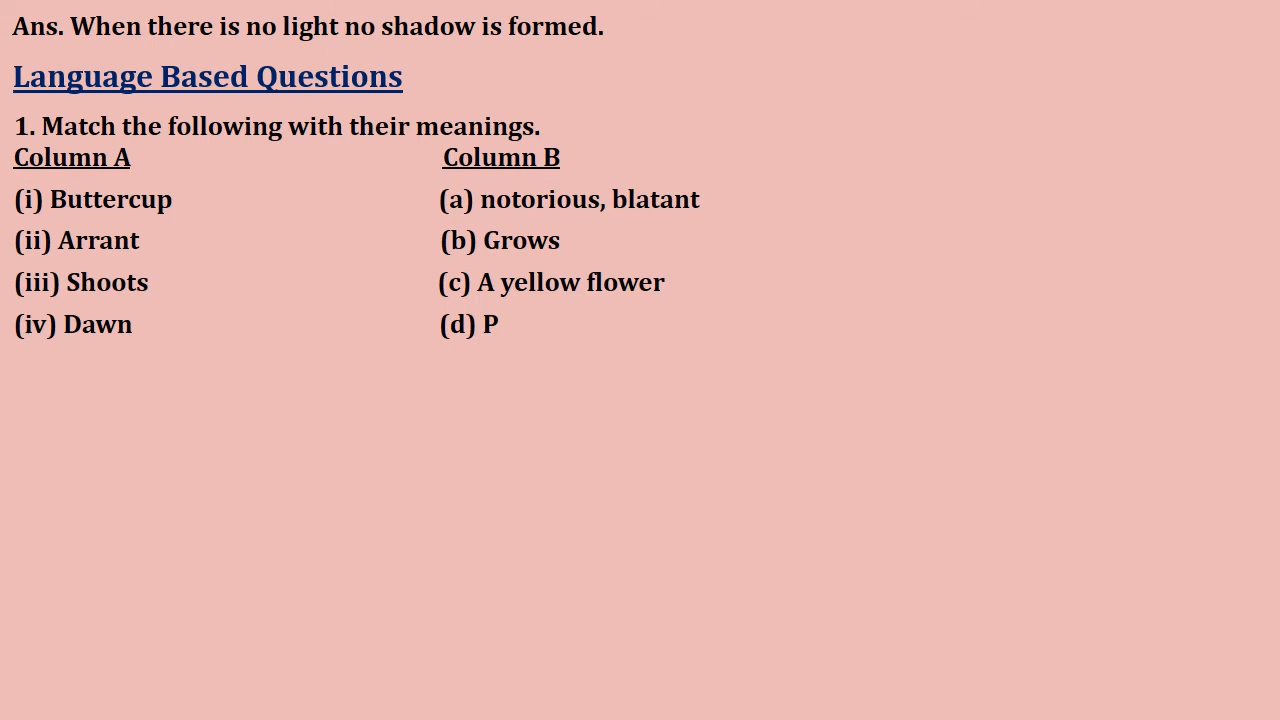 Ans. When there is no light no shadow is formed.
Language Based Questions
1. Match the following with their meanings.
Column A Column B
(i) Buttercup (a) notorious, blatant
(ii) Arrant (b) Grows
(iii) Shoots (c) A yellow flower
(iv) Dawn (d) P